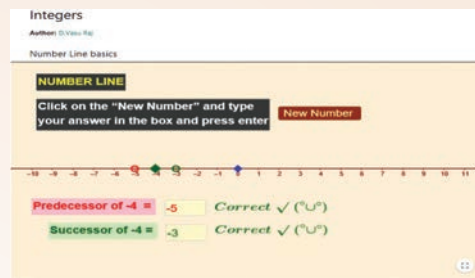 Integers
Author: D.Vasu Raj
Number Line basics
NUMBER LINE
Click on the “New Number” and type
your answer in the box and press enter
New Number
-10 -9 -8 -7 -6 -5 -4 -3 -2 -1 0 1 2 3 4 5 6 7 8 9 10 11
Predecessor of -4 = -5 Correct ✓ (°∪°)
Successor of -4 = -3 Correct ✓ (°∪°)